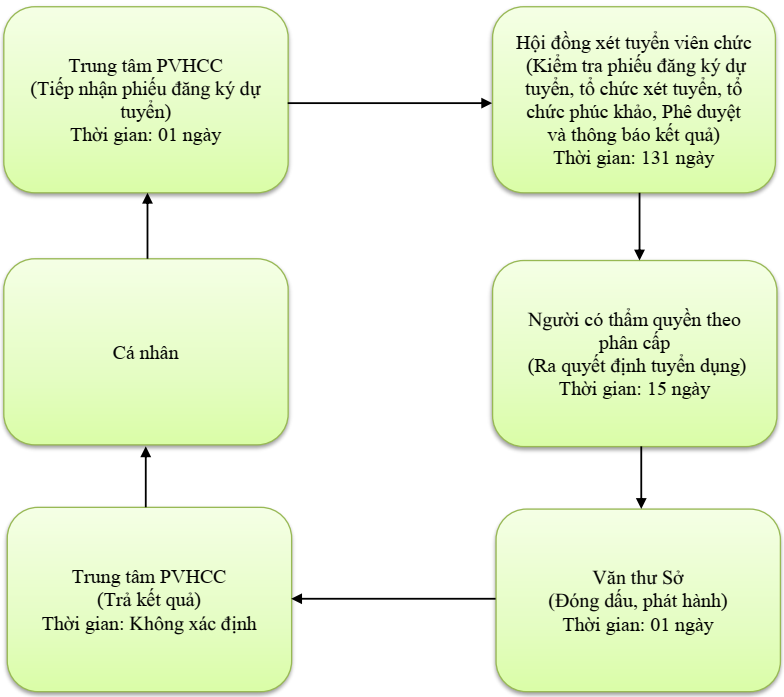 Trung tâm PVHCC
(Tiếp nhận phiếu đăng ký dự
tuyển)
Thời gian: 01 ngày
Hội đồng xét tuyển viên chức
(Kiểm tra phiếu đăng ký dự
tuyển, tổ chức xét tuyển, tổ
chức phúc khảo, Phê duyệt
và thông báo kết quả)
Thời gian: 131 ngày
Cá nhân
Người có thẩm quyền theo
phân cấp
(Ra quyết định tuyển dụng)
Thời gian: 15 ngày
Trung tâm PVHCC
(Trả kết quả)
Thời gian: Không xác định
Văn thư Sở
(Đóng dấu, phát hành)
Thời gian: 01 ngày